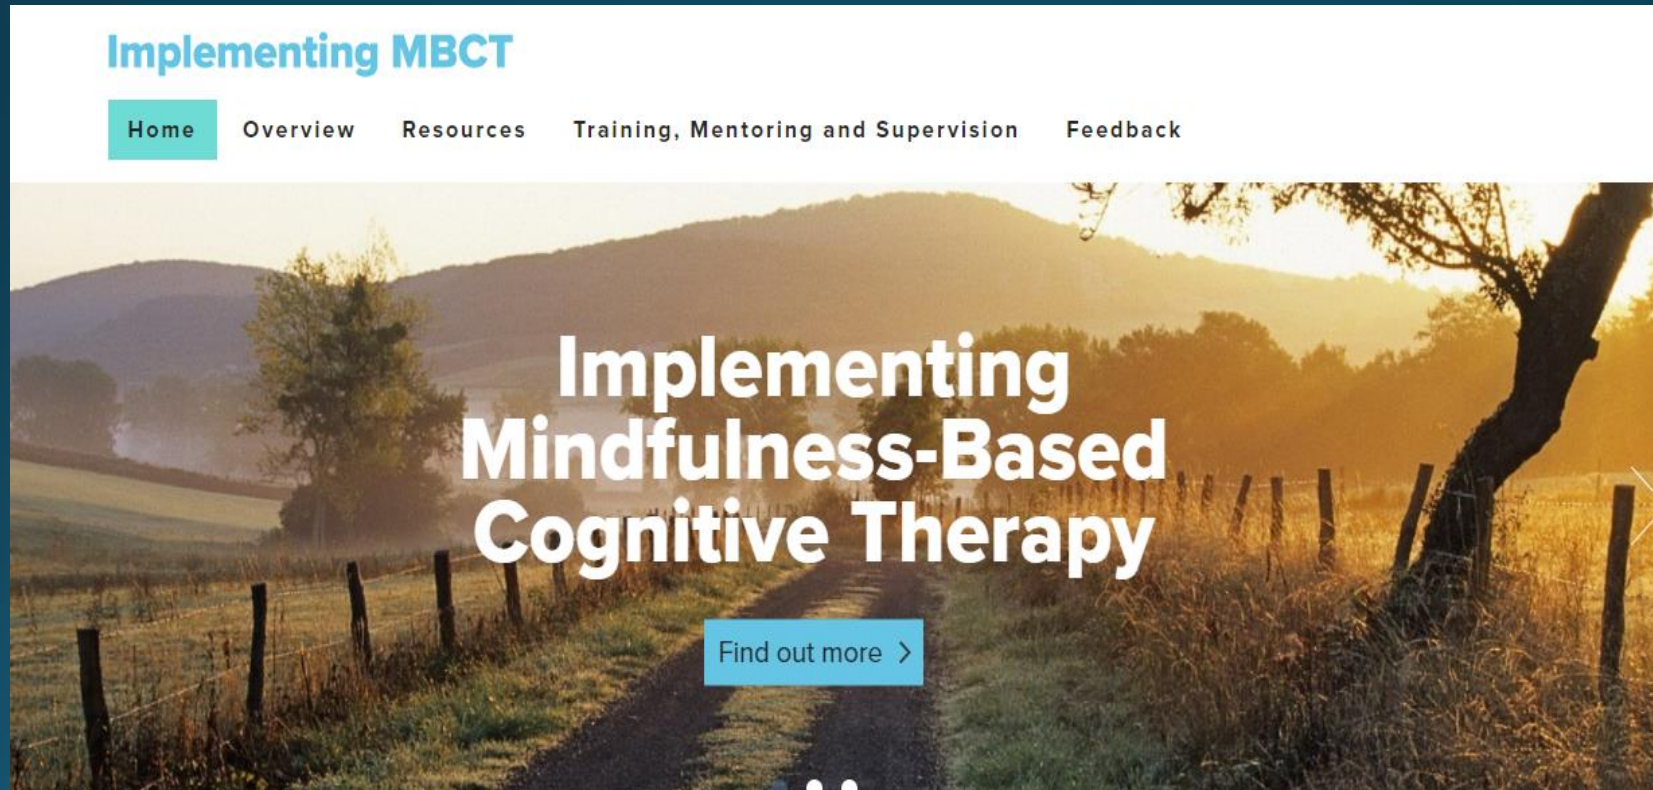 Implementing MBCT
Home Overview Resources Training, Mentoring and Supervision Feedback
Implementing
Mindfulness-Based
Cognitive Therapy
Find out more